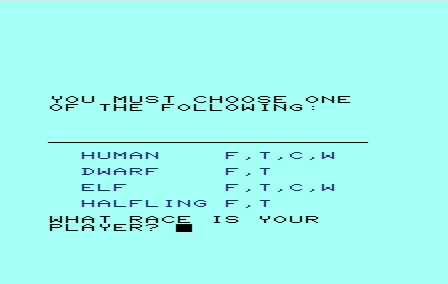 YOU MUST CHOOSE ONE
OF THE FOLLOWING:
HUMAN F,T,C,W
DWARF F,T
ELF F,T,C,W
HALFLING F,T
WHAT RACE IS YOUR
PLAYER?